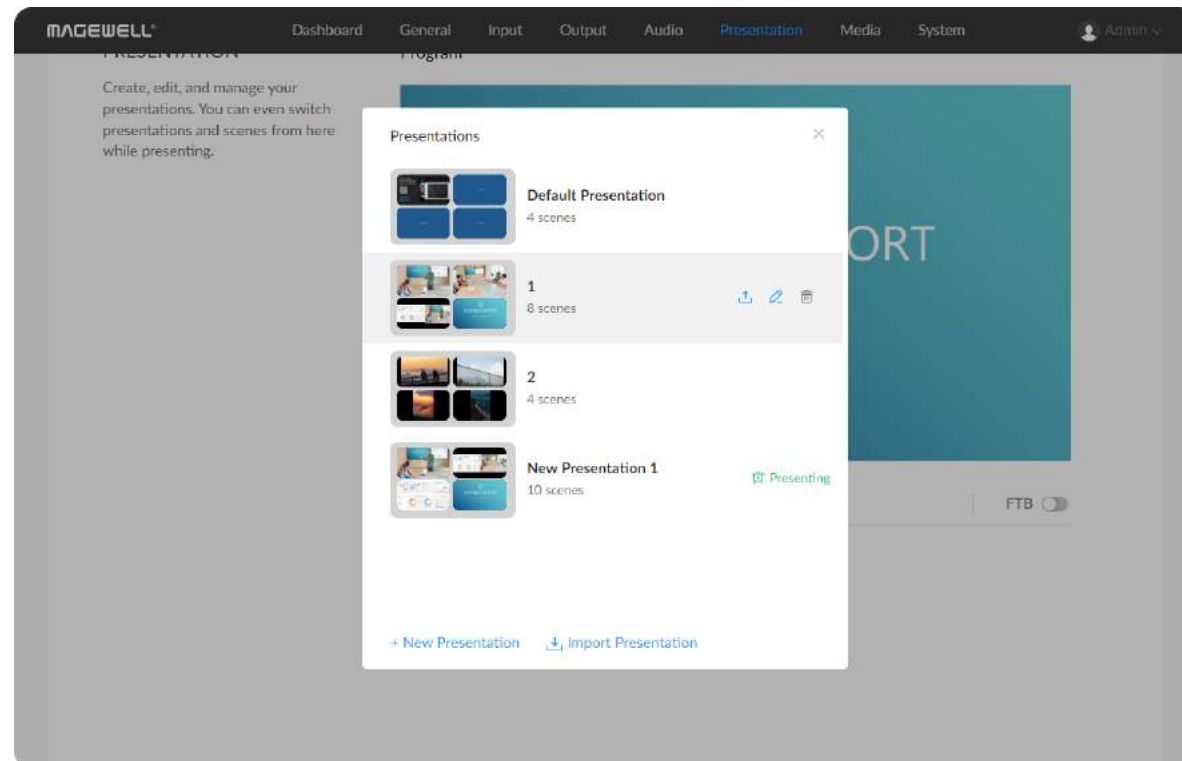 MAGEWELL
Dashboard
General
Input
Output
Audio
Presentation
Media
System
Admin
PRESENTATION
Program
Create, edit, and manage your
presentations. You can even switch
presentations and scenes from here
while presenting.
Presentations
Default Presentation
4 scenes
1
8 scenes
2
4 scenes
New Presentation 1
10 scenes
Presenting
ORT
FTB
+ New Presentation
Import Presentation